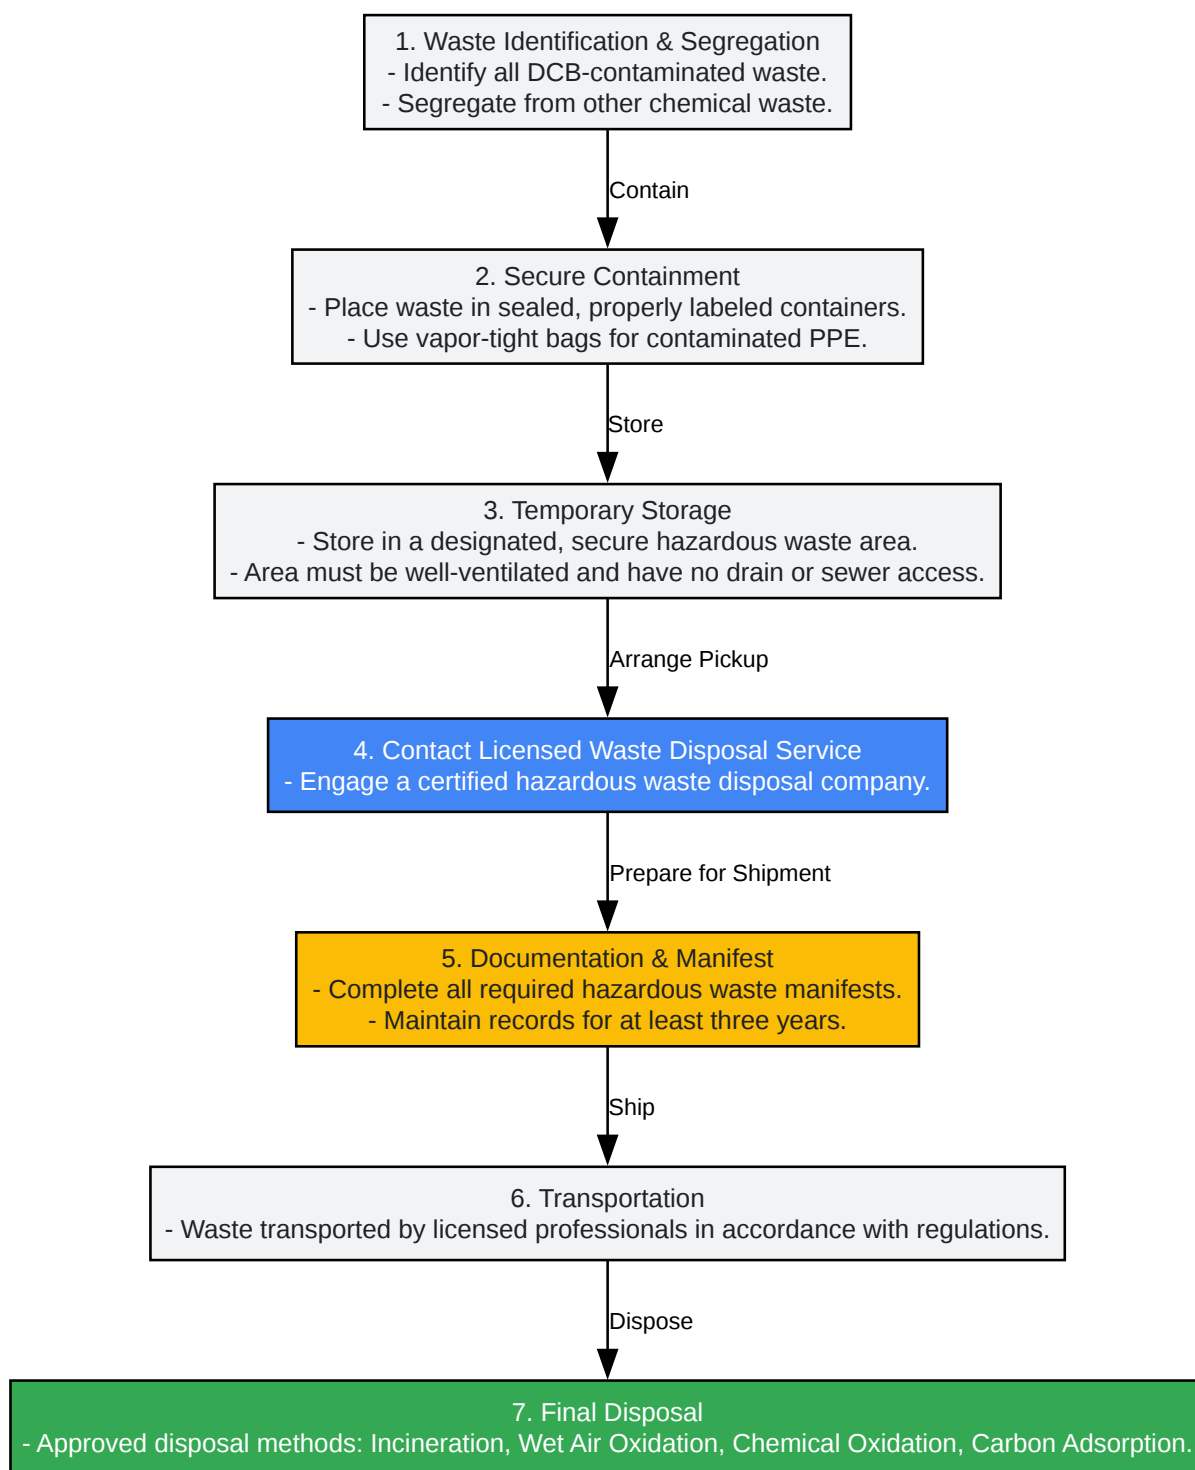 1. Waste Identification & Segregation
- Identify all DCB-contaminated waste.
- Segregate from other chemical waste.
Contain
2. Secure Containment
- Place waste in sealed, properly labeled containers.
- Use vapor-tight bags for contaminated PPE.
Store
3. Temporary Storage
- Store in a designated, secure hazardous waste area.
- Area must be well-ventilated and have no drain or sewer access.
Arrange Pickup
4. Contact Licensed Waste Disposal Service
- Engage a certified hazardous waste disposal company.
Prepare for Shipment
5. Documentation & Manifest
- Complete all required hazardous waste manifests.
- Maintain records for at least three years.
Ship
6. Transportation
- Waste transported by licensed professionals in accordance with regulations.
Dispose
7. Final Disposal
- Approved disposal methods: Incineration, Wet Air Oxidation, Chemical Oxidation, Carbon Adsorption.